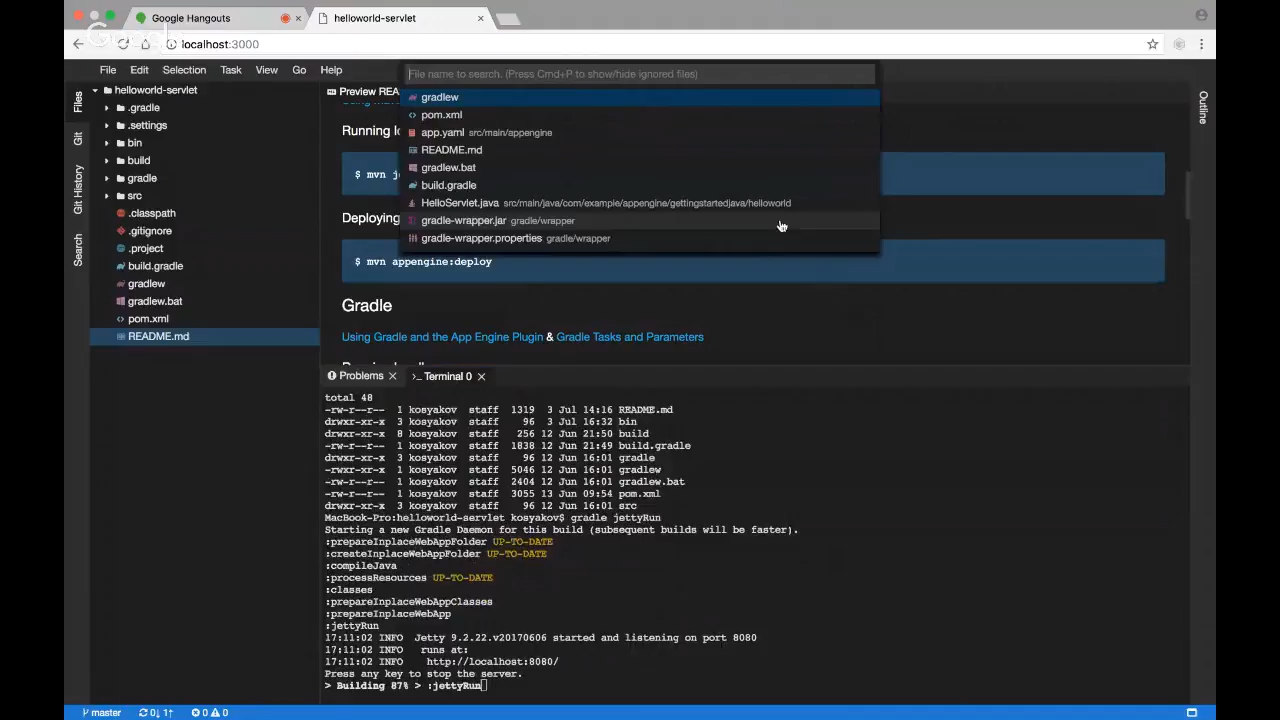 Google Hangouts
helloworld-servlet
Google
localhost:3000
File Edit Selection Task View Go Help
File name to search. (Press Cmd+P to show/hide ignored files)
gradlew
pom.xml
app.yaml src/main/appengine
README.md
gradlew.bat
build.gradle
HelloServlet.java src/main/java/com/example/appengine/gettingstartedjava/helloworld
gradle-wrapper.jar gradle/wrapper
gradle-wrapper.properties gradle/wrapper
Files
Git
Git History
Search
helloworld-servlet
.gradle
.settings
bin
build
gradle
src
.classpath
.gitignore
.project
build.gradle
gradlew
gradlew.bat
pom.xml
README.md
Preview REA
Running lo
$ mvn je
Deploying
$ mvn appengine:deploy
Gradle
Using Gradle and the App Engine Plugin & Gradle Tasks and Parameters
Outline
Problems
>_ Terminal 0
total 48
-rw-r--r-- 1 kosyakov staff 1319 3 Jul 14:16 README.md
drwxr-xr-x 3 kosyakov staff 96 3 Jul 16:32 bin
drwxr-xr-x 8 kosyakov staff 256 12 Jun 21:50 build
-rw-r--r-- 1 kosyakov staff 1838 12 Jun 21:49 build.gradle
drwxr-xr-x 3 kosyakov staff 96 12 Jun 16:01 gradle
-rwxr-xr-x 1 kosyakov staff 5046 12 Jun 16:01 gradlew
-rwxr-xr-x 1 kosyakov staff 2404 12 Jun 16:01 gradlew.bat
-rwxr-xr-x 1 kosyakov staff 3055 13 Jun 09:54 pom.xml
drwxr-xr-x 3 kosyakov staff 96 12 Jun 16:01 src
MacBook-Pro:helloworld-servlet kosyakov$ gradle jettyRun
Starting a new Gradle Daemon for this build (subsequent builds will be faster).
:prepareInplaceWebAppFolder UP-TO-DATE
:createInplaceWebAppFolder UP-TO-DATE
:compileJava
:processResources UP-TO-DATE
:classes
:prepareInplaceWebAppClasses
:prepareInplaceWebApp
:jettyRun
17:11:02 INFO Jetty 9.2.22.v20170606 started and listening on port 8080
17:11:02 INFO runs at:
17:11:02 INFO http://localhost:8080/
Press any key to stop the server.
> Building 87% > :jettyRun
master 0↓ 1↑ 0 0